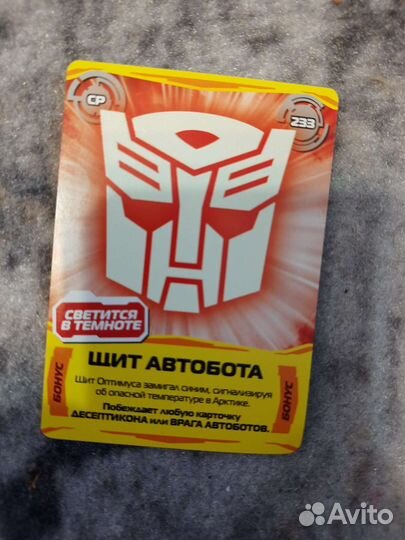 СР
233
СВЕТИТСЯ
В ТЕМНОТЕ
ЩИТ АВТОБОТА
БОНУС
Щит Оптимуса замигал синим, сигнализируя
об опасной температуре в Арктике.
Побеждает любую карточку
ДЕСЕПТИКОНА или ВРАГА АВТОБОТОВ.
БОНУС
Avito